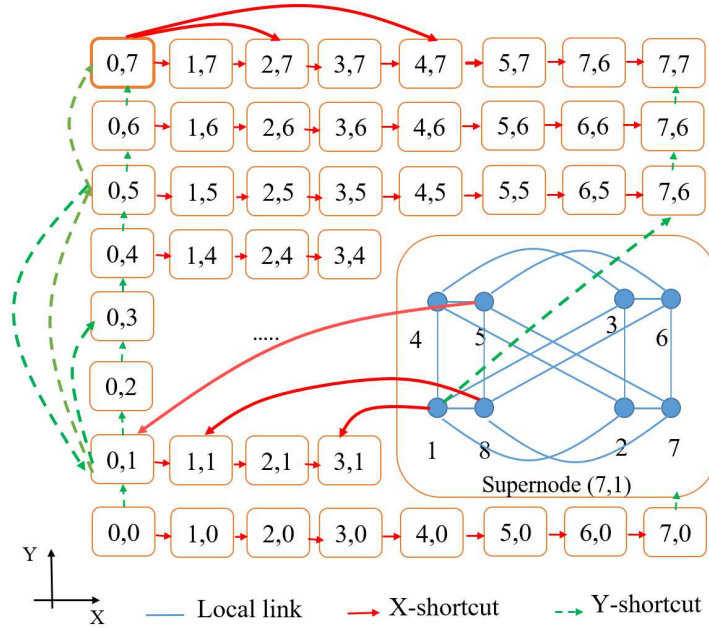 0,7 1,7 2,7 3,7 4,7 5,7 7,6 7,7
0,6 1,6 2,6 3,6 4,6 5,6 6,6 7,6
0,5 1,5 2,5 3,5 4,5 5,5 6,5 7,6
0,4 1,4 2,4 3,4
0,3
0,2
0,1 1,1 2,1 3,1
.....
4 5 3 6
1 8 2 7
Supernode (7,1)
0,0 1,0 2,0 3,0 4,0 5,0 6,0 7,0
Y
X
Local link X-shortcut Y-shortcut